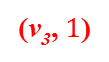 (v₃, 1)